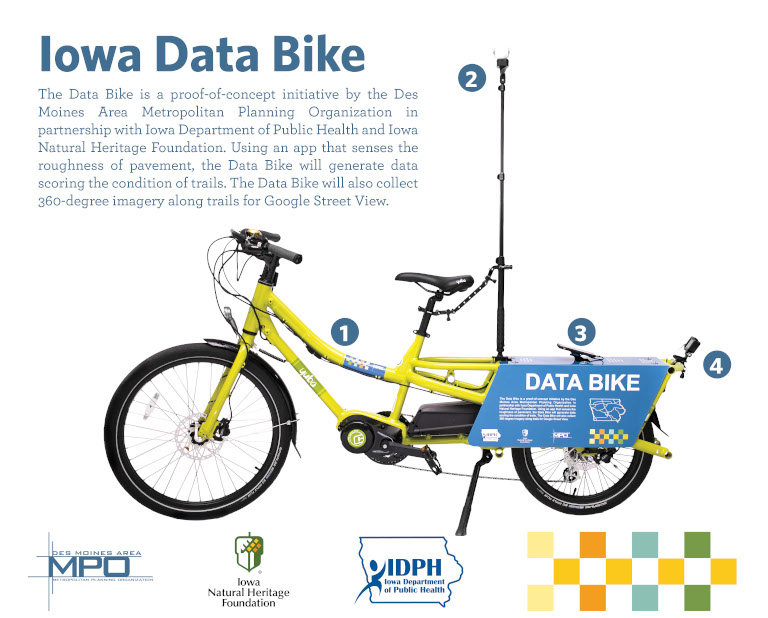 Iowa Data Bike
The Data Bike is a proof-of-concept initiative by the Des
Moines Area Metropolitan Planning Organization in
partnership with Iowa Department of Public Health and Iowa
Natural Heritage Foundation. Using an app that senses the
roughness of pavement, the Data Bike will generate data
scoring the condition of trails. The Data Bike will also collect
360-degree imagery along trails for Google Street View.
2
1
3
4
yuba
DATA BIKE
IDPH
MPO
DES MOINES AREA
MPO
METROPOLITAN PLANNING ORGANIZATION
Iowa
Natural Heritage
Foundation
IDPH
Iowa Department
of Public Health